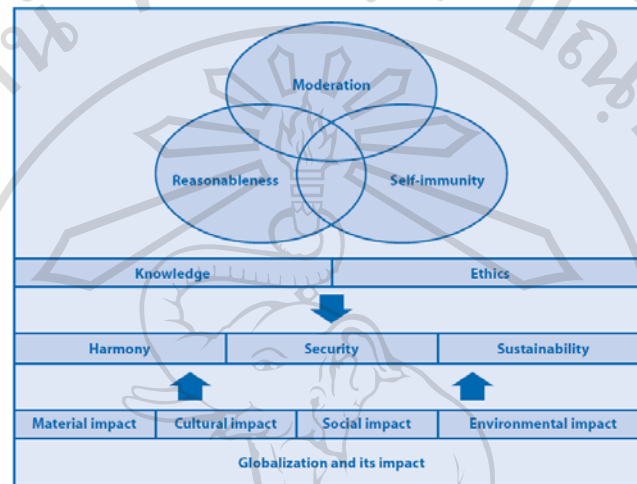 Moderation
Reasonableness
Self-immunity
Knowledge
Ethics
Harmony
Security
Sustainability
Material impact
Cultural impact
Social impact
Environmental impact
Globalization and its impact